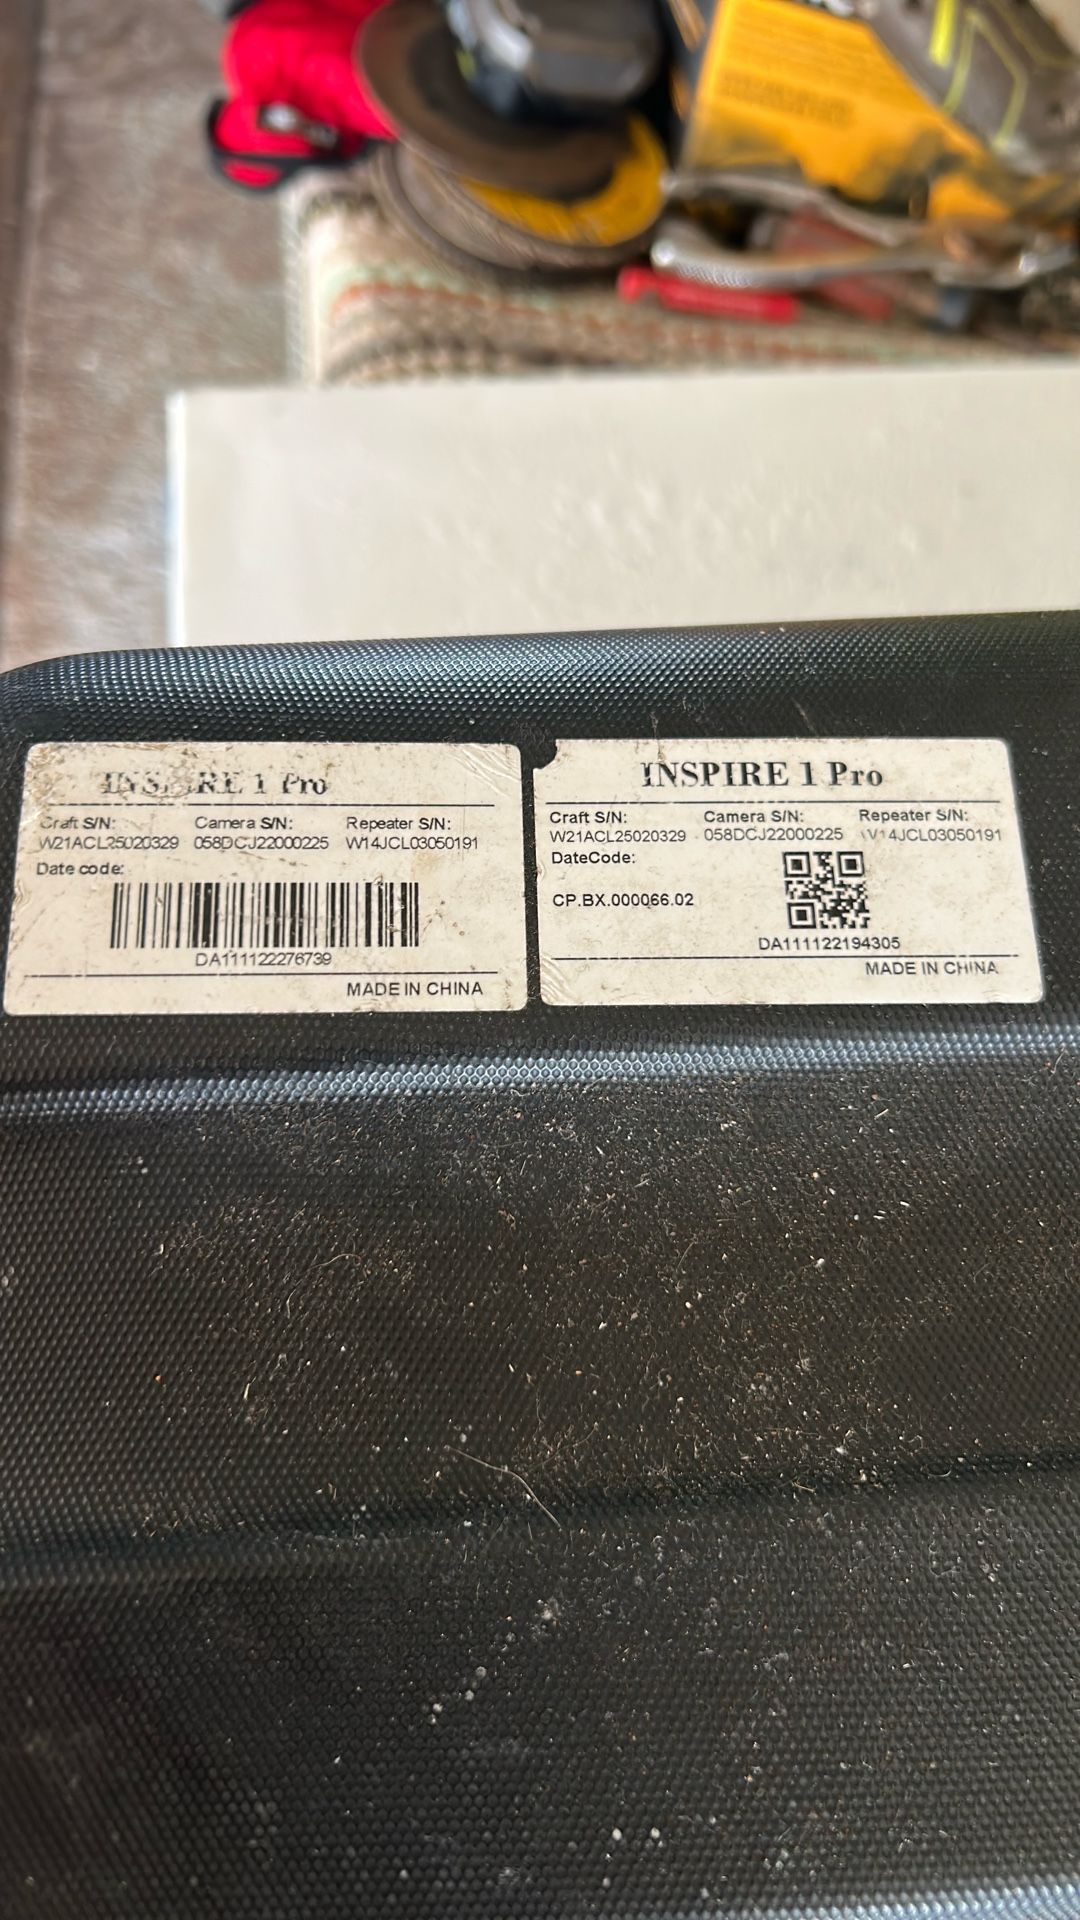 INSPIRE 1 Pro
Craft S/N: Camera S/N: Repeater S/N:
W21ACL25020329 058DCJ22000225 W14JCL03050191
Date code:
DA111122276739
MADE IN CHINA
INSPIRE 1 Pro
Craft S/N: Camera S/N: Repeater S/N:
W21ACL25020329 058DCJ22000225 W14JCL03050191
DateCode:
CP.BX.000066.02
DA111122194305
MADE IN CHINA